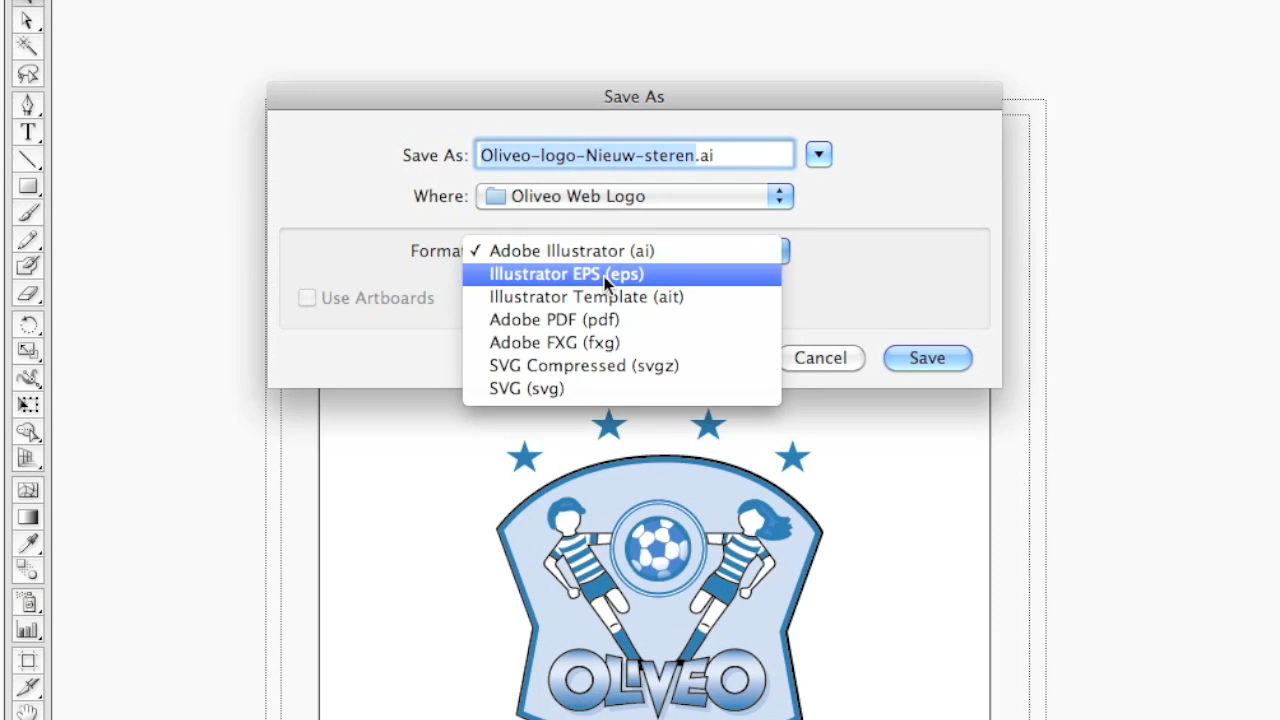 Save As
Save As: Oliveo-logo-Nieuw-steren.ai
Where: Oliveo Web Logo
Format
✓ Adobe Illustrator (ai)
Illustrator EPS (eps)
Illustrator Template (ait)
Use Artboards
Adobe PDF (pdf)
Adobe FXG (fxg)
SVG Compressed (svgz)
SVG (svg)
Cancel
Save
T
OLIVEO